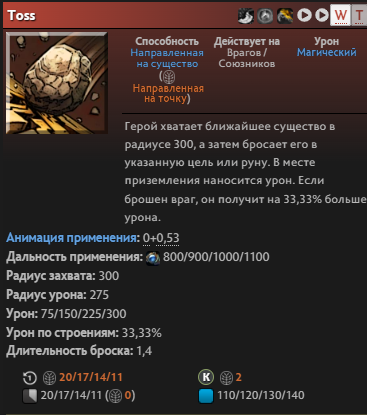 Toss
W T
Способность
Направленная на существо
(
Направленная на точку)
Действует на
Врагов / Союзников
Урон
Магический
Герой хватает ближайшее существо в
радиусе 300, а затем бросает его в
указанную цель или руну. В месте
приземления наносится урон. Если
брошен враг, он получит на 33,33% больше
урона.
Анимация применения: 0+0,53
Дальность применения: 800/900/1000/1100
Радиус захвата: 300
Радиус урона: 275
Урон: 75/150/225/300
Урон по строениям: 33,33%
Длительность броска: 1,4
20/17/14/11
K 2
20/17/14/11 ( 0)
110/120/130/140